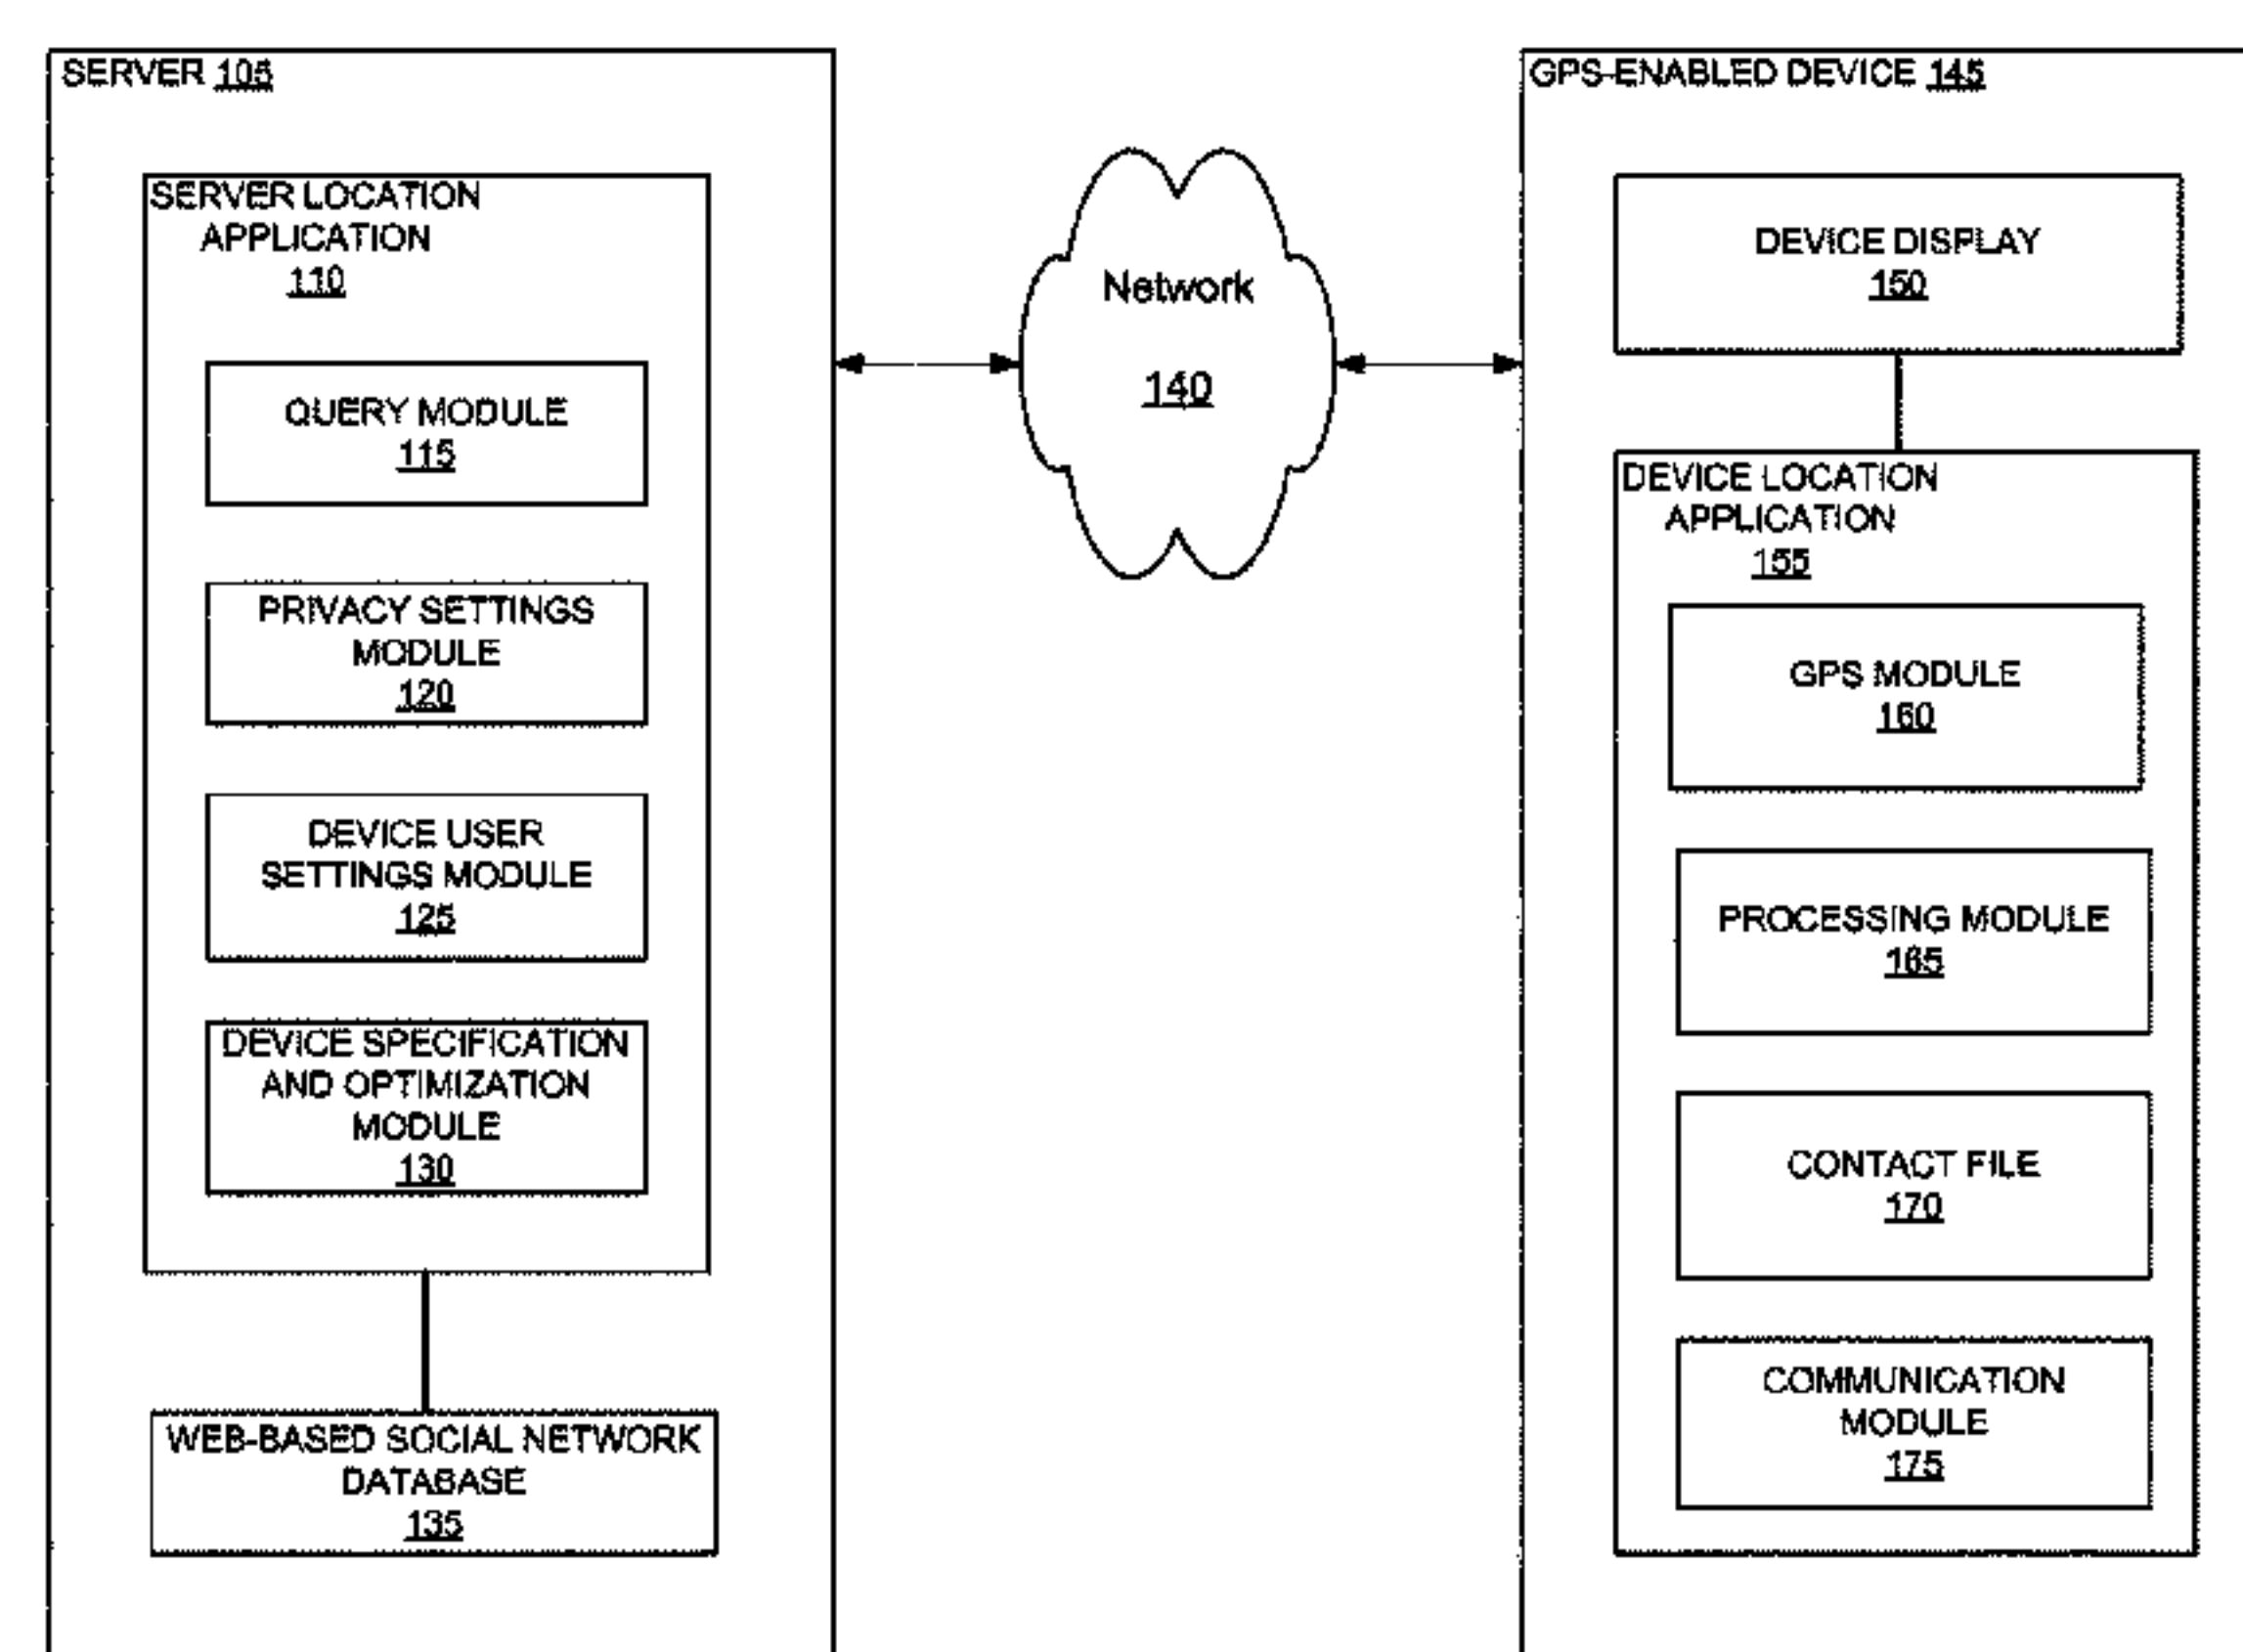 SERVER 105
SERVER LOCATION
APPLICATION
110
QUERY MODULE
115
PRIVACY SETTINGS
MODULE
120
DEVICE USER
SETTINGS MODULE
125
DEVICE SPECIFICATION
AND OPTIMIZATION
MODULE
130
WEB-BASED SOCIAL NETWORK
DATABASE
135
Network
140
GPS-ENABLED DEVICE 145
DEVICE DISPLAY
150
DEVICE LOCATION
APPLICATION
155
GPS MODULE
160
PROCESSING MODULE
165
CONTACT FILE
170
COMMUNICATION
MODULE
175